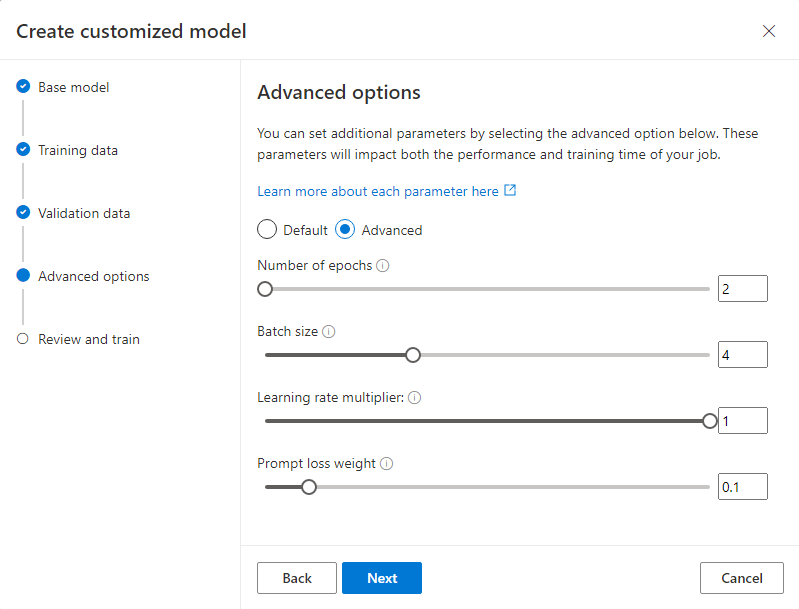 Create customized model
Base model
Training data
Validation data
Advanced options
Review and train
Advanced options
You can set additional parameters by selecting the advanced option below. These
parameters will impact both the performance and training time of your job.
Learn more about each parameter here
Default Advanced
Number of epochs
2
Batch size
4
Learning rate multiplier:
1
Prompt loss weight
0.1
Back Next Cancel